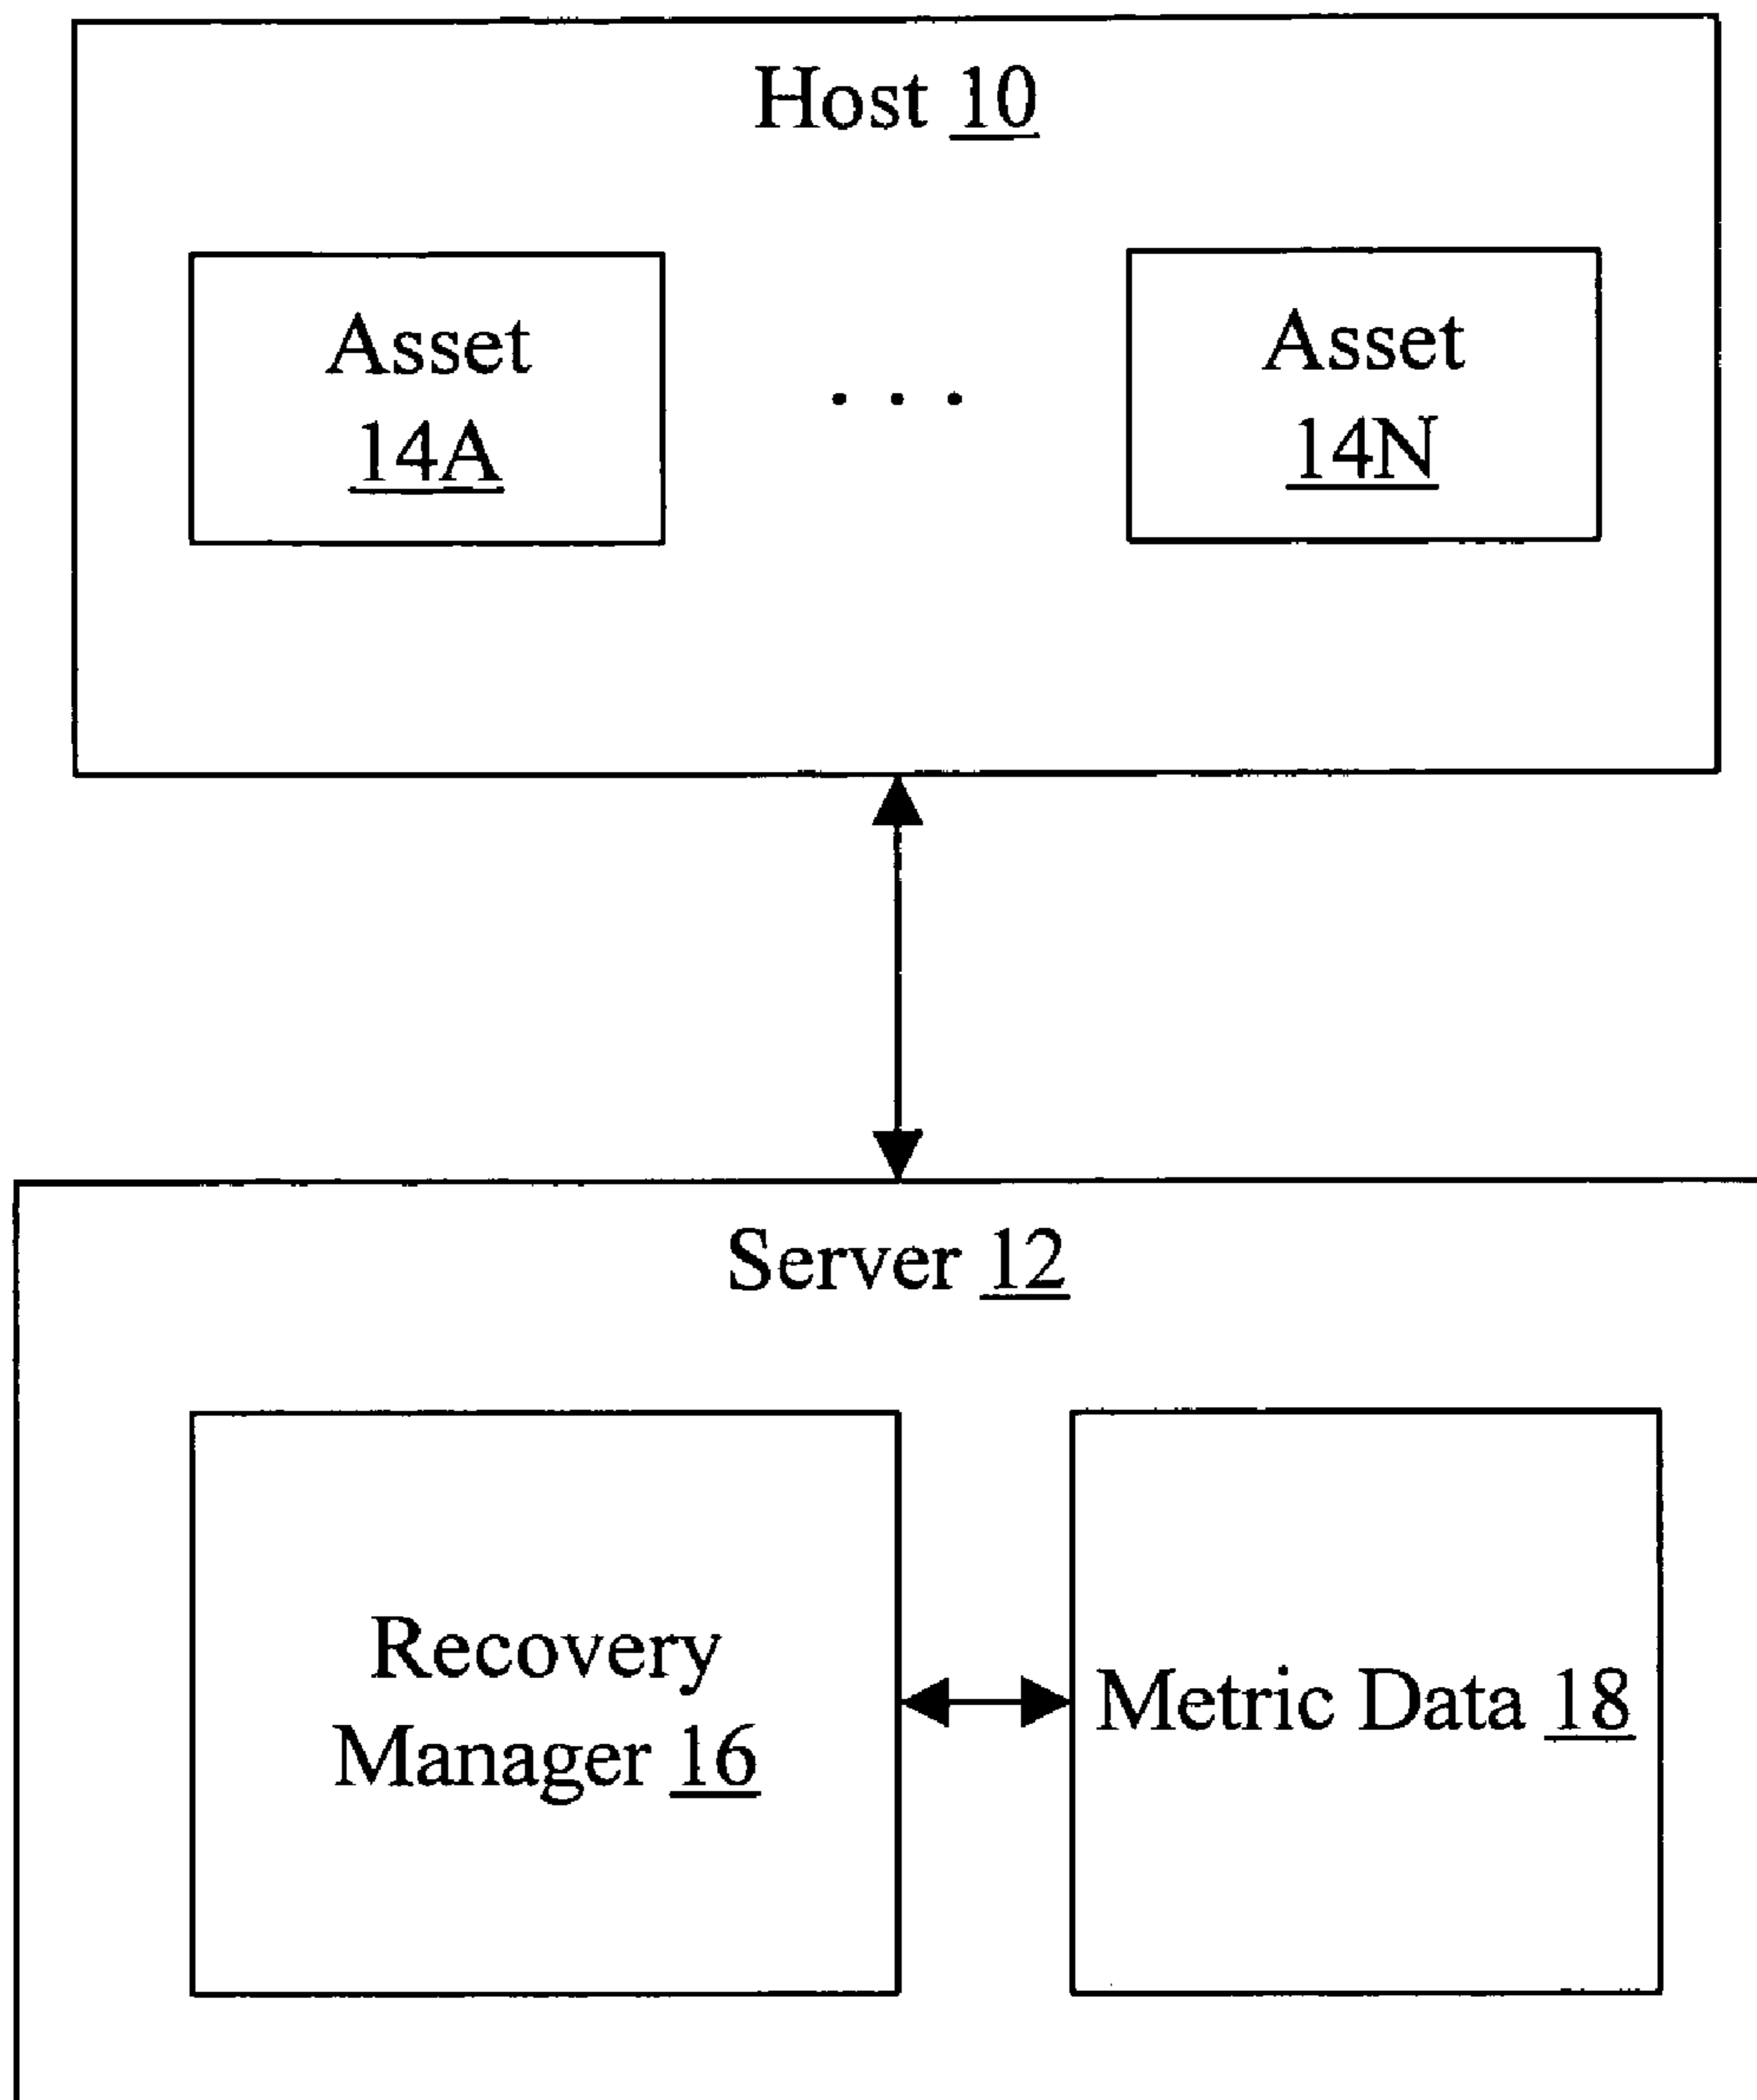 Host 10
Asset
14A
. . .
Asset
14N
Server 12
Recovery
Manager 16
Metric Data 18